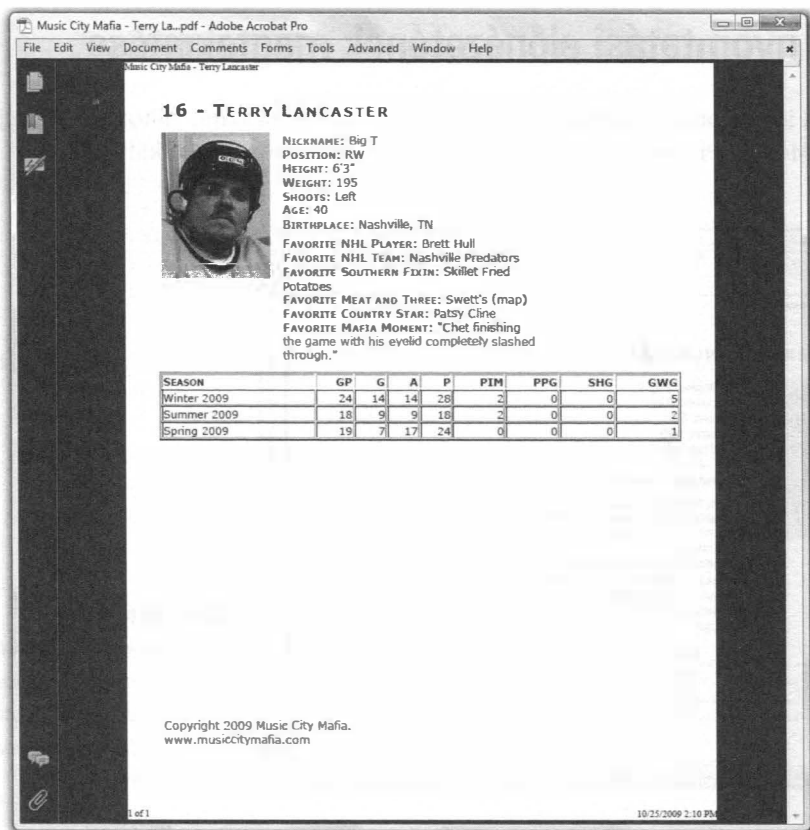 Music City Mafia - Terry La...pdf - Adobe Acrobat Pro
File Edit View Document Comments Forms Tools Advanced Window Help
Music City Mafia - Terry Lancaster
16 - TERRY LANCASTER
NICKNAME: Big T
POSITION: RW
HEIGHT: 6'3"
WEIGHT: 195
SHOOTS: Left
AGE: 40
BIRTHPLACE: Nashville, TN
FAVORITE NHL PLAYER: Brett Hull
FAVORITE NHL TEAM: Nashville Predators
FAVORITE SOUTHERN FIXIN: Skillet Fried
Potatoes
FAVORITE MEAT AND THREE: Swett's (map)
FAVORITE COUNTRY STAR: Patsy Cline
FAVORITE MAFIA MOMENT: "Chet finishing
the game with his eyelid completely slashed
through."
SEASON GP G A P PIM PPG SHG GWG
Winter 2009 24 14 14 28 2 0 0 5
Summer 2009 18 9 9 18 2 0 0 2
Spring 2009 19 7 17 24 0 0 0 1
Copyright 2009 Music City Mafia.
www.musiccitymafia.com
1 of 1 10/25/2009 2:10 PM